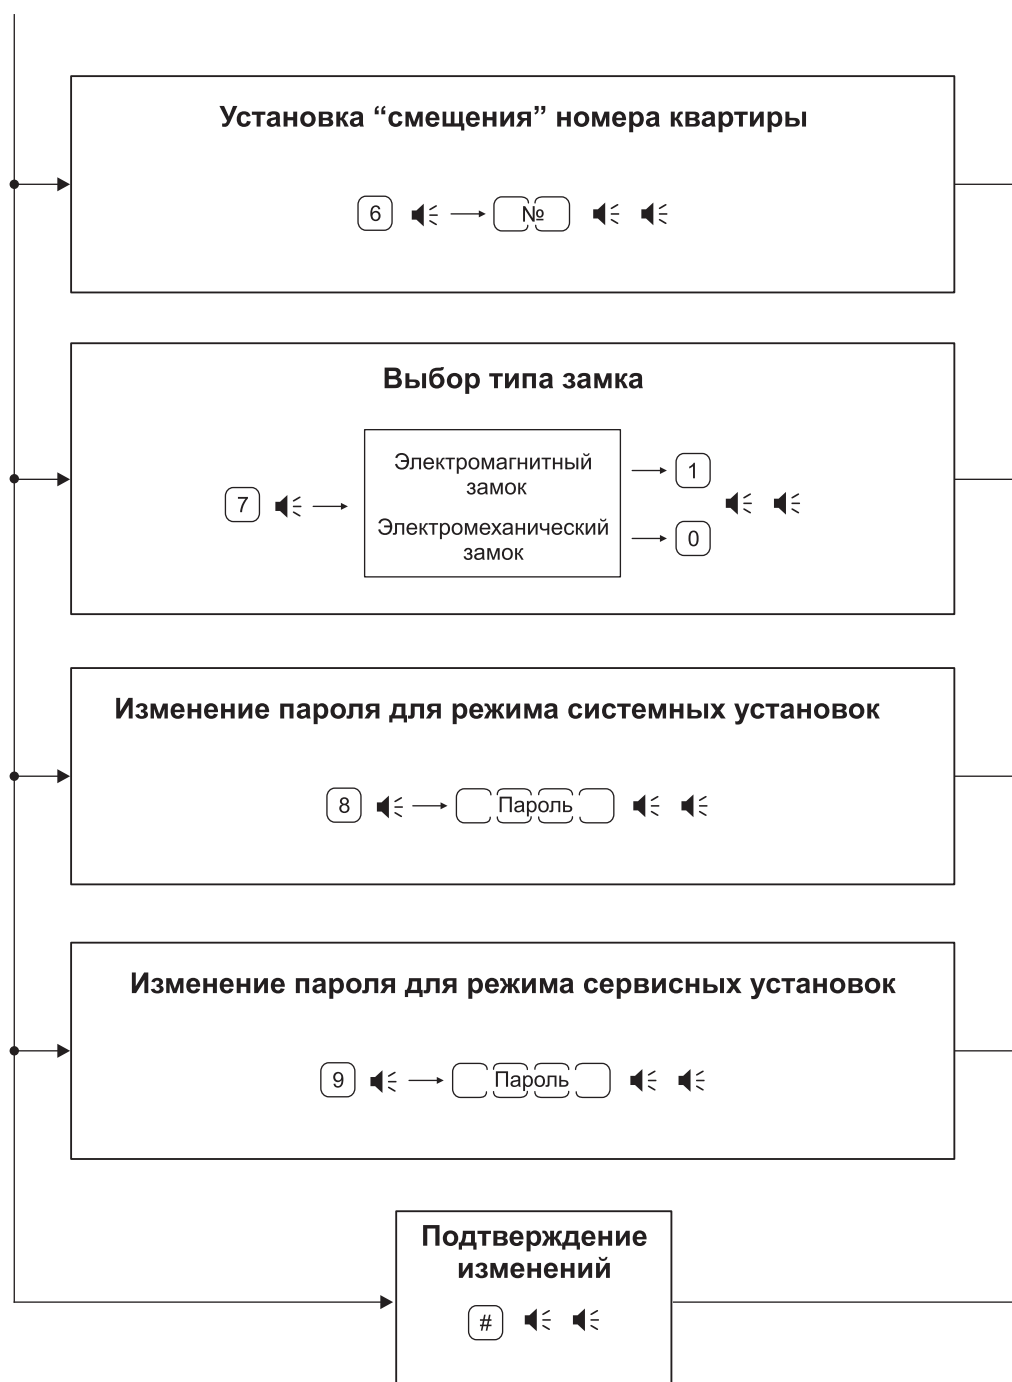 Установка “смещения” номера квартиры
6 №
Выбор типа замка
Электромагнитный
замок
1
7
Электромеханический
замок
0
Изменение пароля для режима системных установок
8 Пароль
Изменение пароля для режима сервисных установок
9 Пароль
Подтверждение
изменений
#